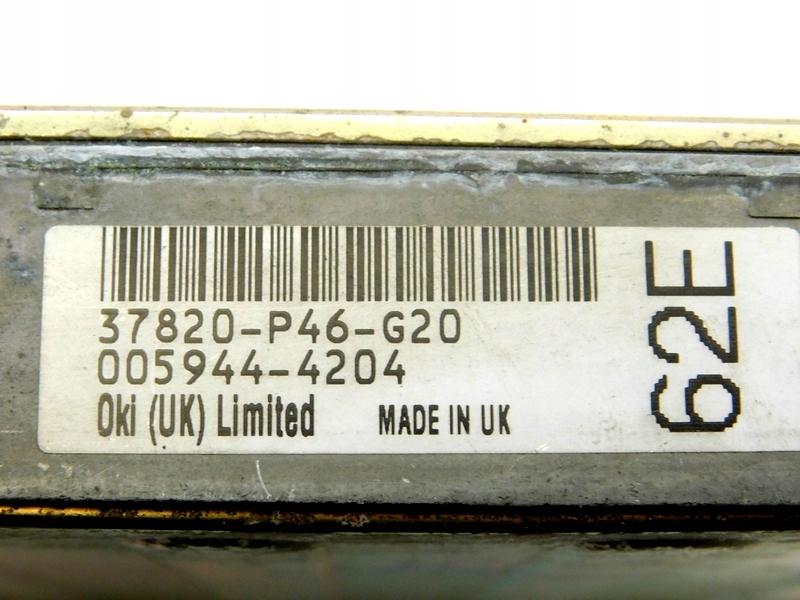 37820-P46-G20
005944-4204
Oki (UK) Limited MADE IN UK
62E